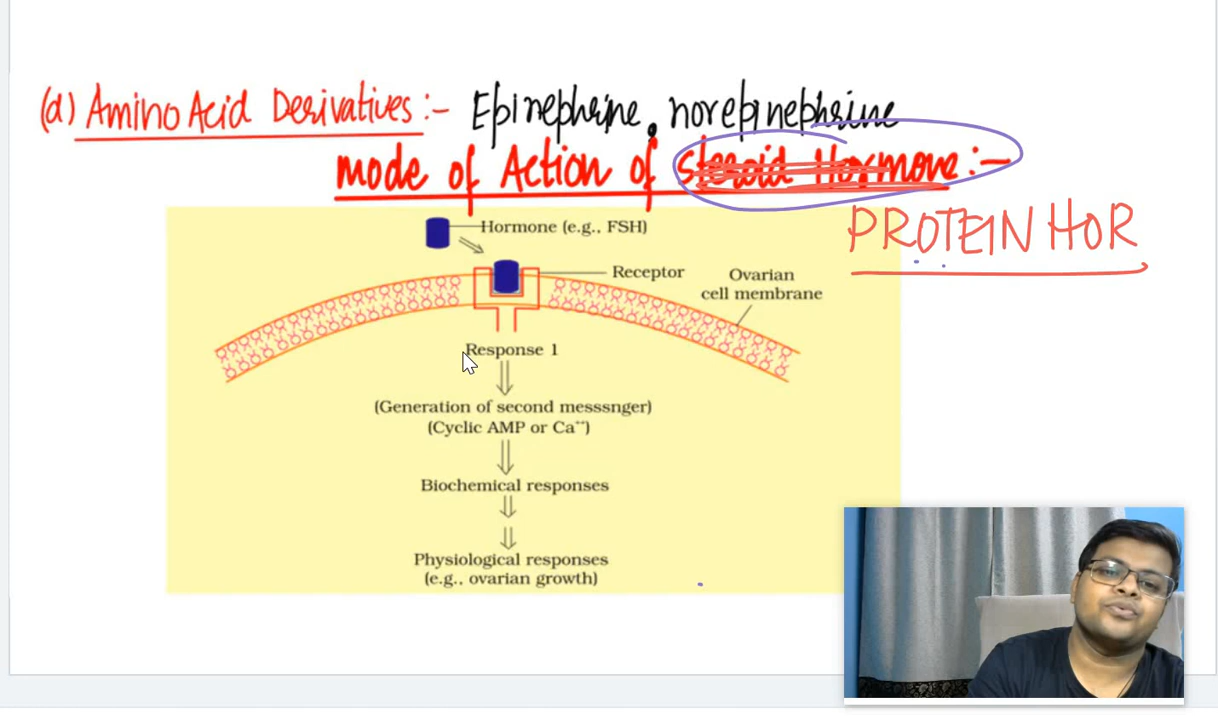 (d) Amino Acid Derivatives :- Epinephrine, norepinephrine
mode of Action of steroid Hormone :-
PROTEIN HOR
Hormone (e.g., FSH)
Receptor
Ovarian
cell membrane
Response 1
(Generation of second messsnger)
(Cyclic AMP or Ca⁺⁺)
Biochemical responses
Physiological responses
(e.g., ovarian growth)